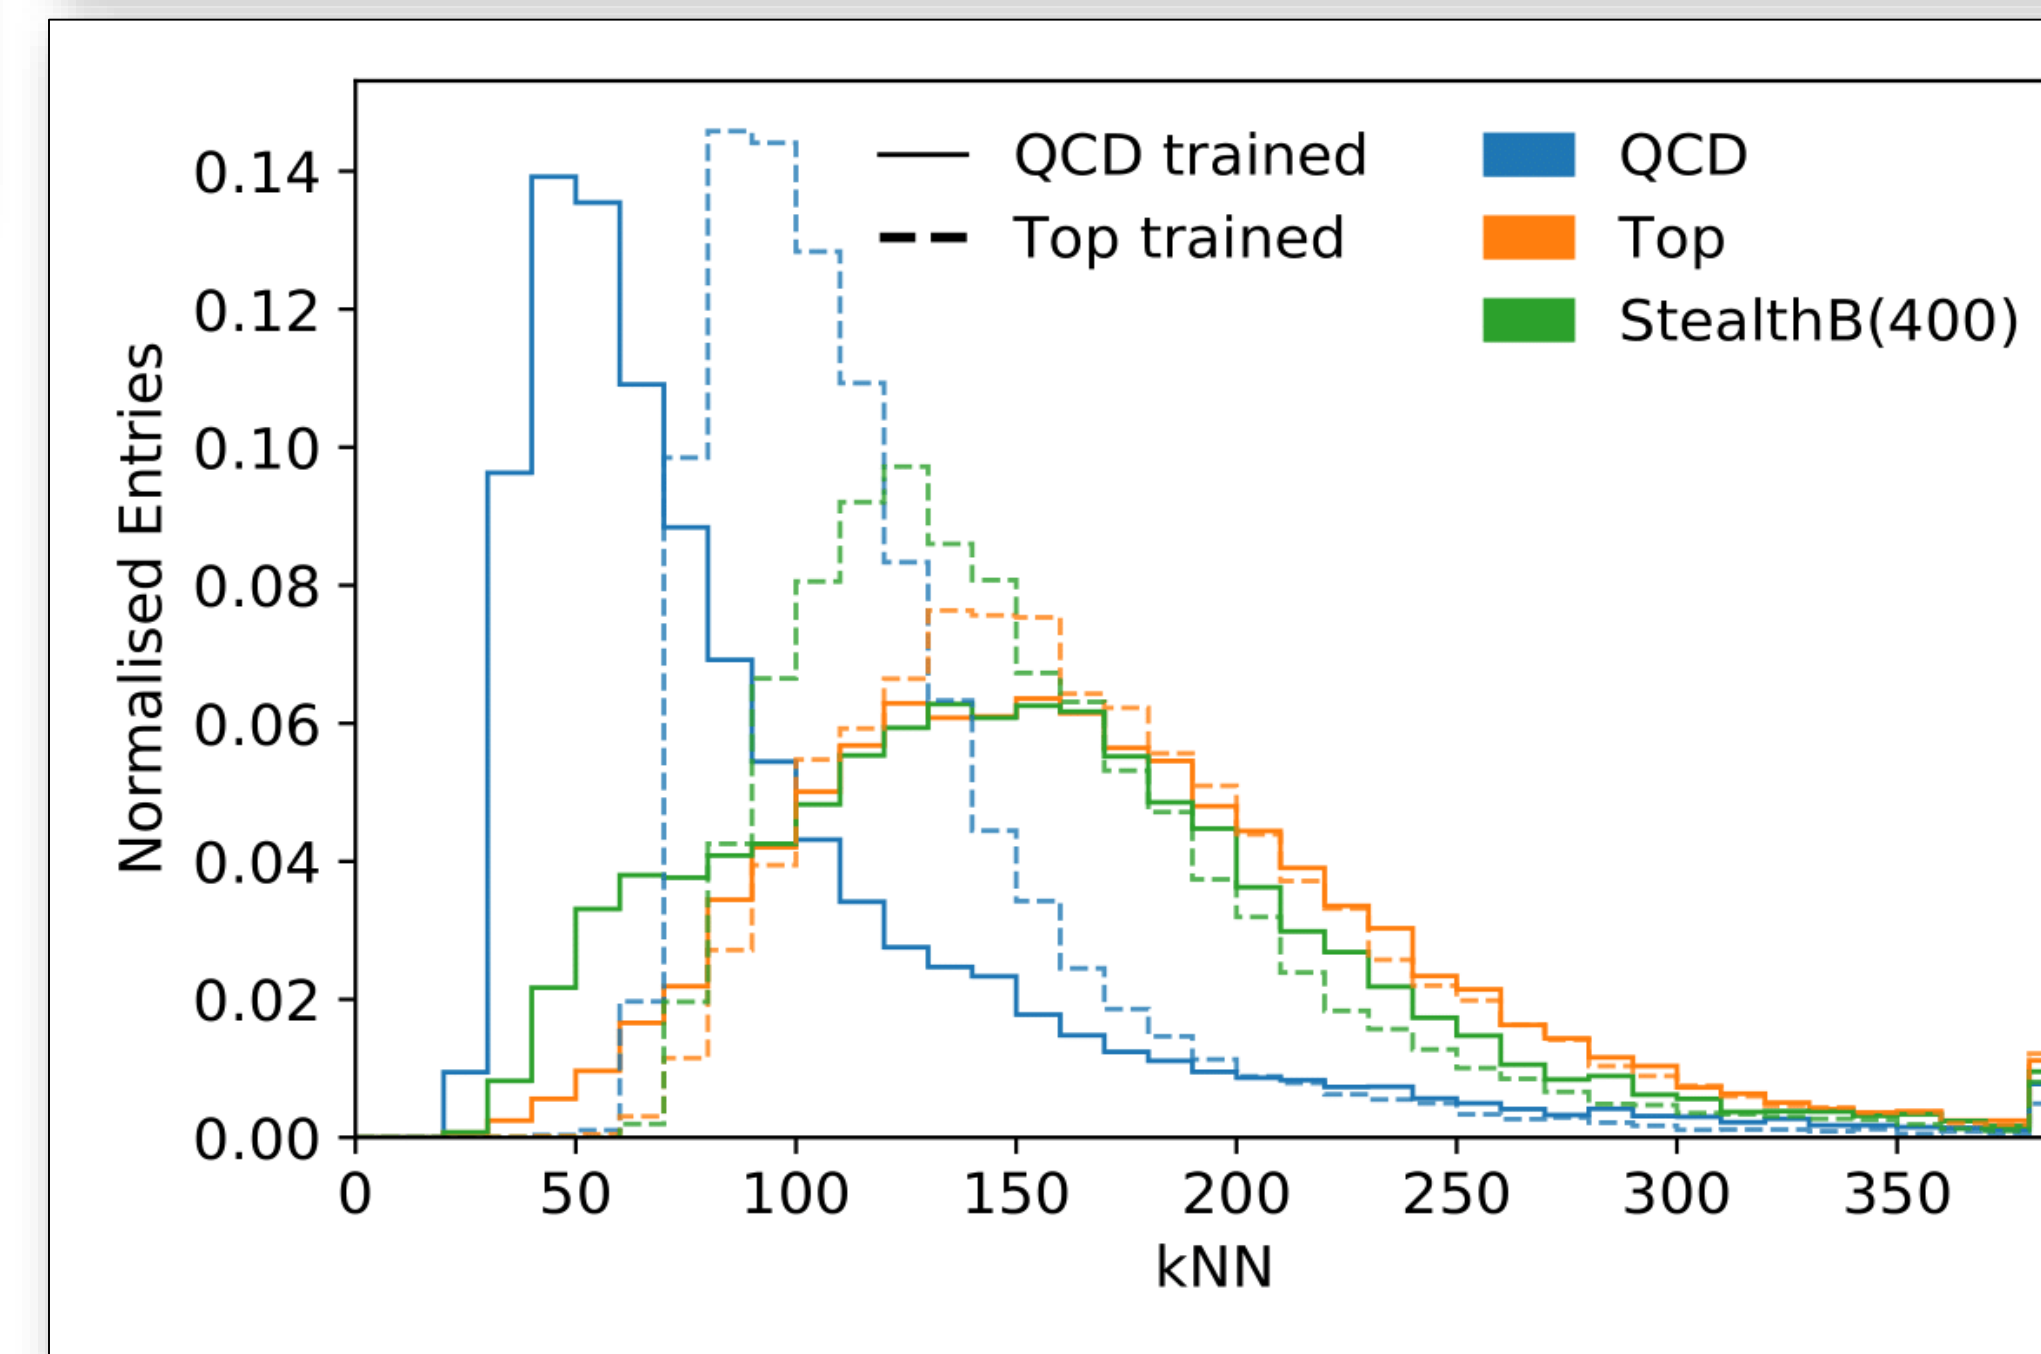 QCD trained
Top trained
QCD
Top
StealthB(400)
Normalised Entries
0.14
0.12
0.10
0.08
0.06
0.04
0.02
0.00
0 50 100 150 200 250 300 350
kNN